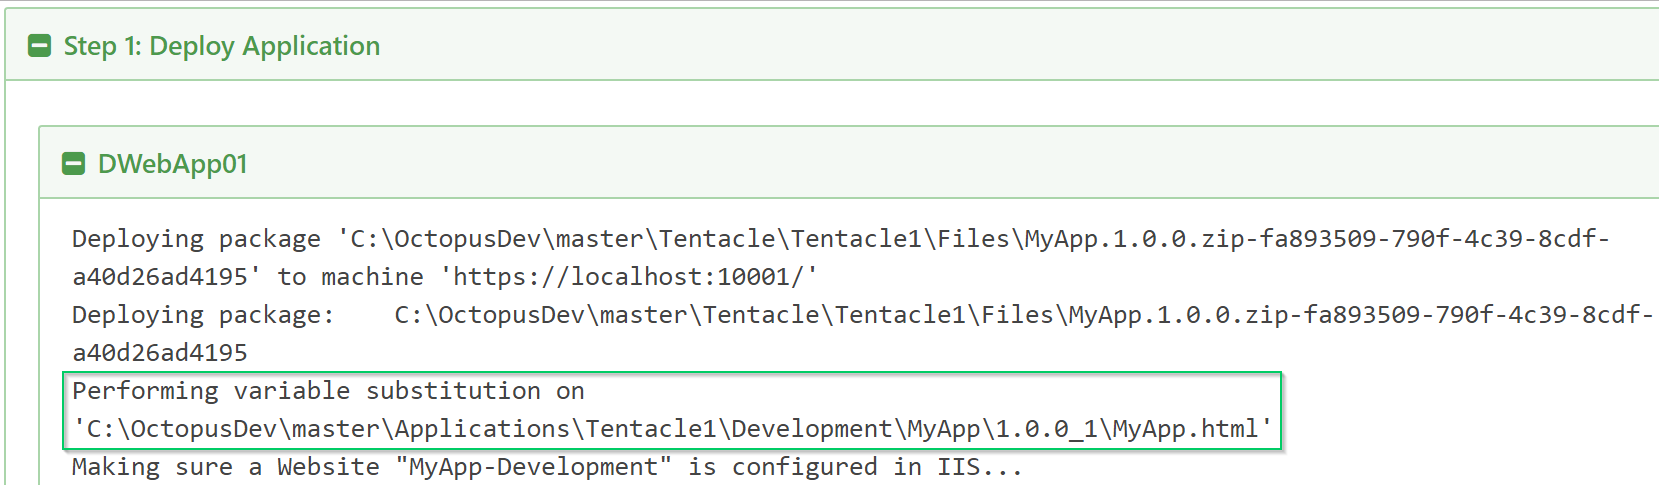 Step 1: Deploy Application
DWebApp01
Deploying package 'C:\OctopusDev\master\Tentacle\Tentacle1\Files\MyApp.1.0.0.zip-fa893509-790f-4c39-8cdf-
a40d26ad4195' to machine 'https://localhost:10001/'
Deploying package:    C:\OctopusDev\master\Tentacle\Tentacle1\Files\MyApp.1.0.0.zip-fa893509-790f-4c39-8cdf-
a40d26ad4195
Performing variable substitution on
'C:\OctopusDev\master\Applications\Tentacle1\Development\MyApp\1.0.0_1\MyApp.html'
Making sure a Website "MyApp-Development" is configured in IIS...